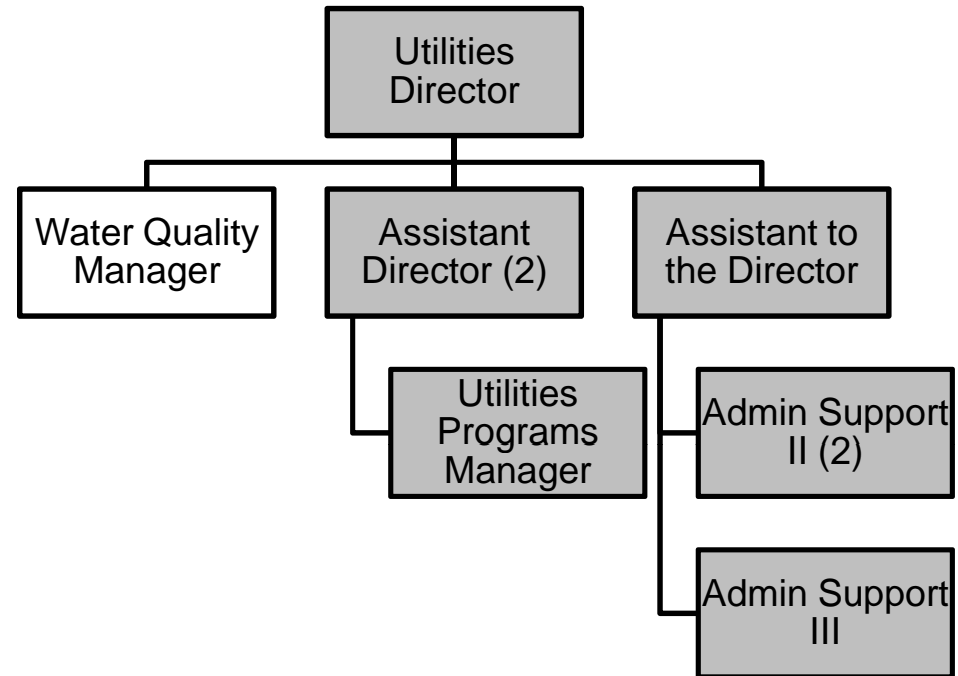 Utilities
Director
Water Quality
Manager
Assistant
Director (2)
Assistant to
the Director
Utilities
Programs
Manager
Admin Support
II (2)
Admin Support
III